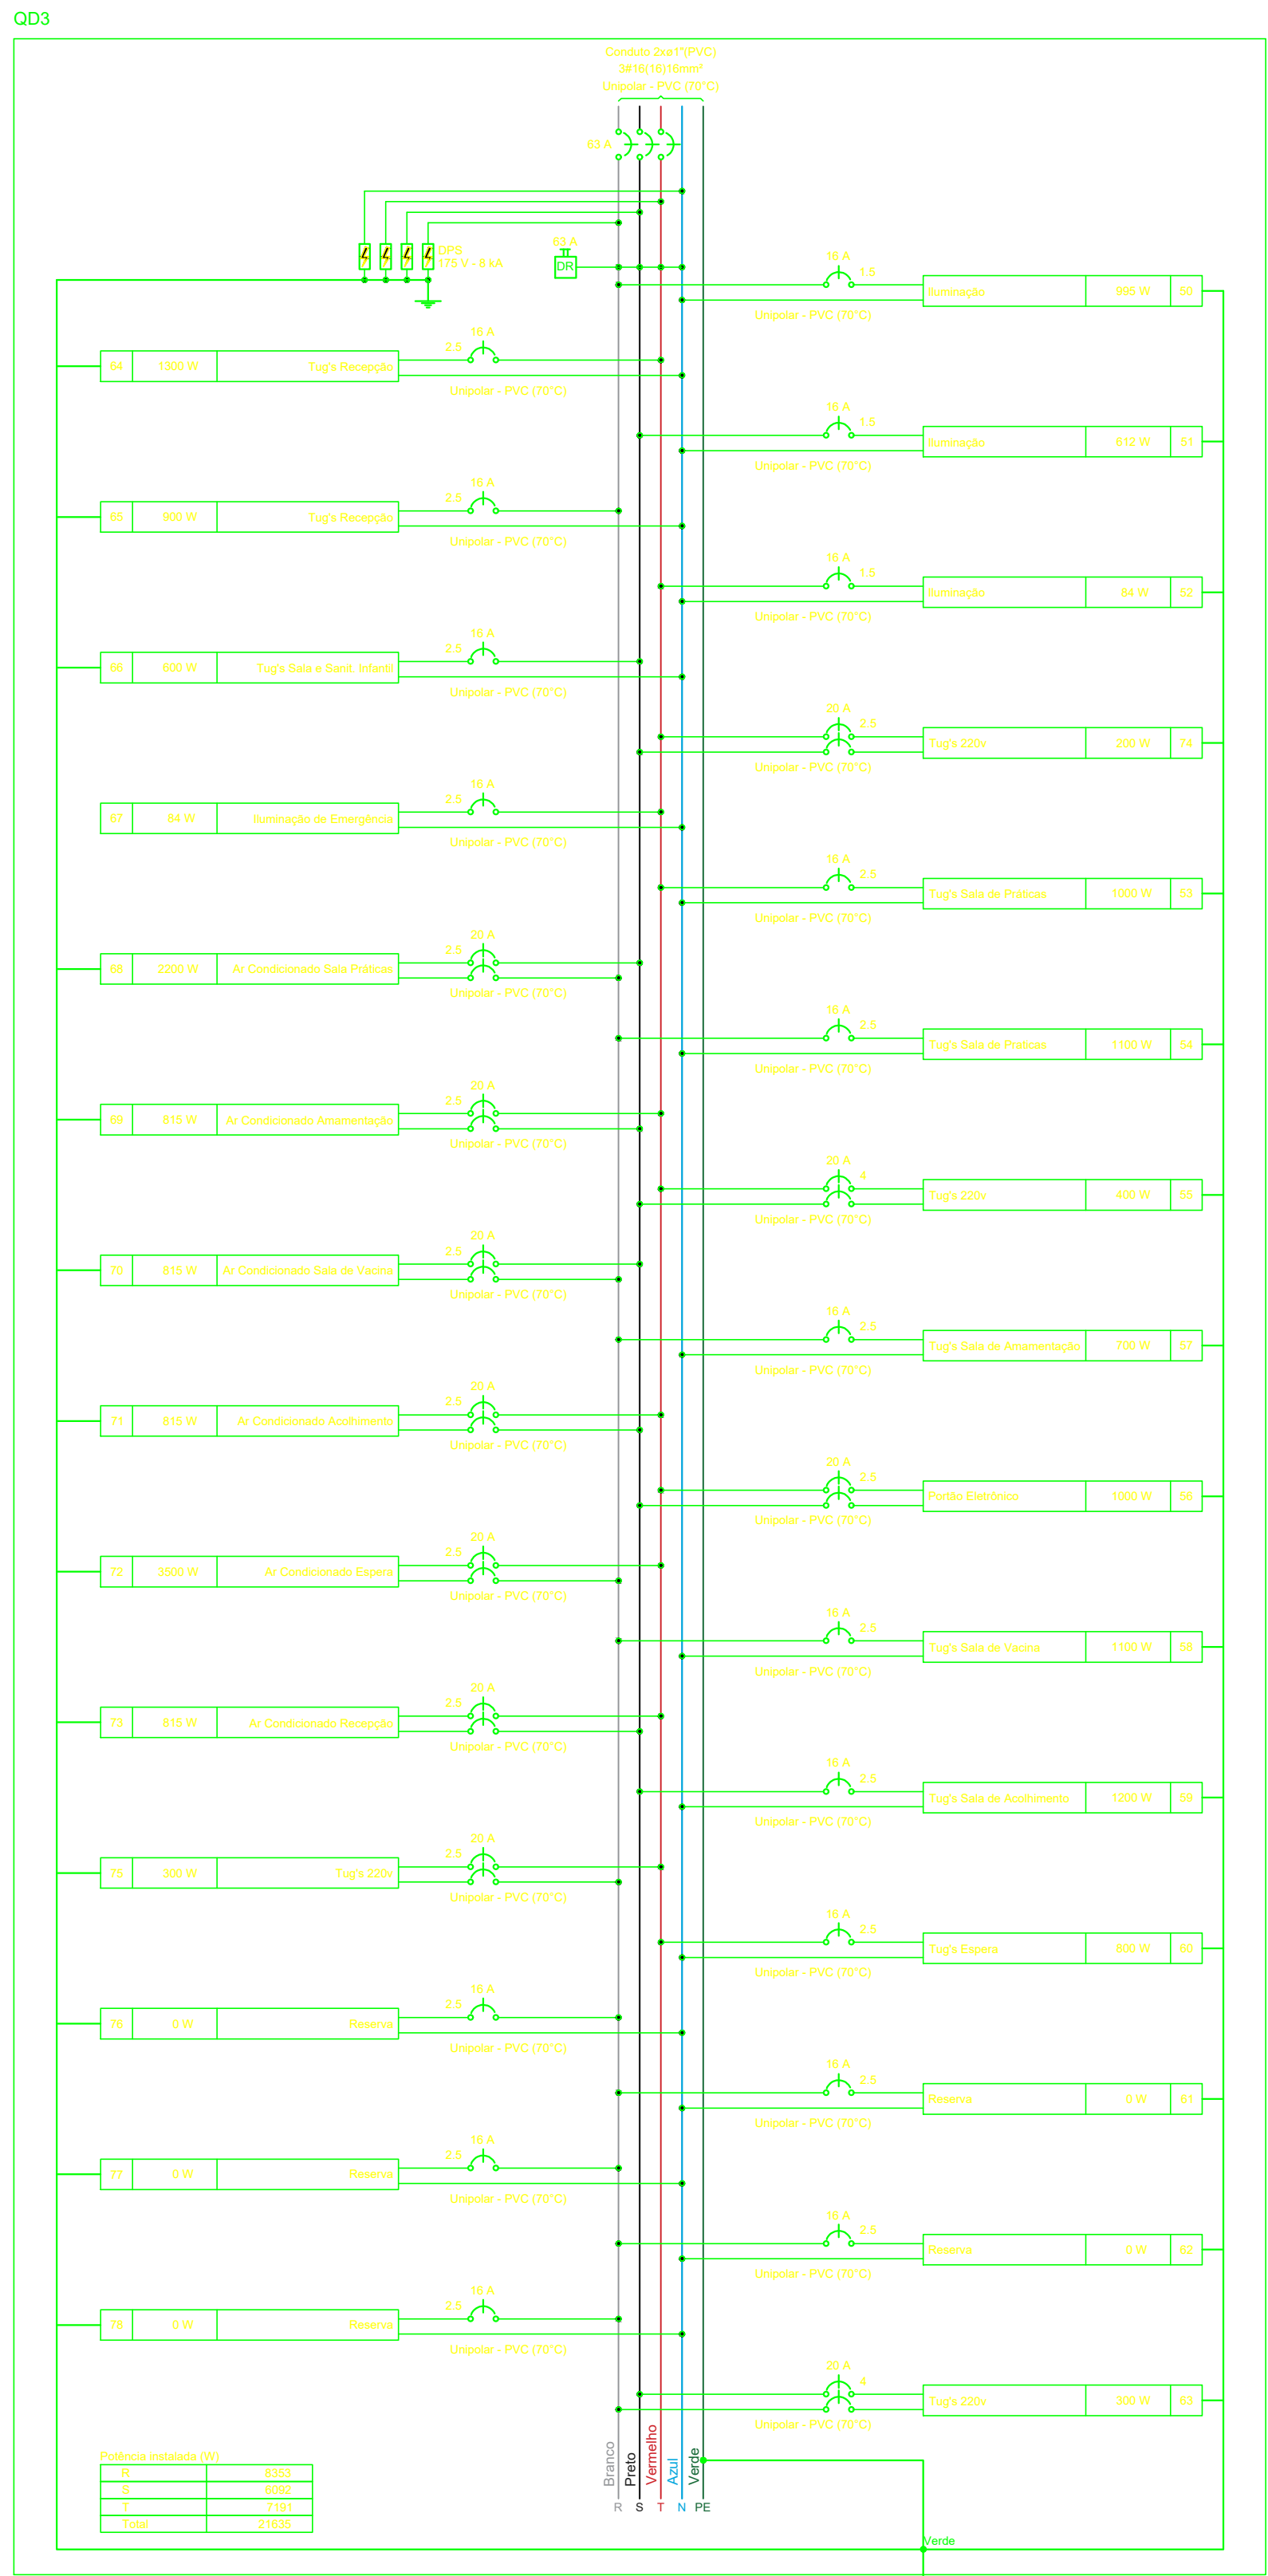 QD3
Conduto 2xø1"(PVC)
3#16(16)16mm²
Unipolar - PVC (70°C)
63 A
DPS
175 V - 8 kA
63 A
DR
16 A
1.5
Iluminação 995 W 50
Unipolar - PVC (70°C)
16 A
2.5
64 1300 W Tug's Recepção
Unipolar - PVC (70°C)
16 A
1.5
Iluminação 612 W 51
Unipolar - PVC (70°C)
16 A
2.5
65 900 W Tug's Recepção
Unipolar - PVC (70°C)
16 A
1.5
Iluminação 84 W 52
Unipolar - PVC (70°C)
16 A
2.5
66 600 W Tug's Sala e Sanit. Infantil
Unipolar - PVC (70°C)
20 A
2.5
Tug's 220v 200 W 74
Unipolar - PVC (70°C)
16 A
2.5
67 84 W Iluminação de Emergência
Unipolar - PVC (70°C)
16 A
2.5
Tug's Sala de Práticas 1000 W 53
Unipolar - PVC (70°C)
20 A
2.5
68 2200 W Ar Condicionado Sala Práticas
Unipolar - PVC (70°C)
16 A
2.5
Tug's Sala de Praticas 1100 W 54
Unipolar - PVC (70°C)
20 A
2.5
69 815 W Ar Condicionado Amamentação
Unipolar - PVC (70°C)
20 A
4
Tug's 220v 400 W 55
Unipolar - PVC (70°C)
20 A
2.5
70 815 W Ar Condicionado Sala de Vacina
Unipolar - PVC (70°C)
16 A
2.5
Tug's Sala de Amamentação 700 W 57
Unipolar - PVC (70°C)
20 A
2.5
71 815 W Ar Condicionado Acolhimento
Unipolar - PVC (70°C)
20 A
2.5
Portão Eletrônico 1000 W 56
Unipolar - PVC (70°C)
20 A
2.5
72 3500 W Ar Condicionado Espera
Unipolar - PVC (70°C)
16 A
2.5
Tug's Sala de Vacina 1100 W 58
Unipolar - PVC (70°C)
20 A
2.5
73 815 W Ar Condicionado Recepção
Unipolar - PVC (70°C)
16 A
2.5
Tug's Sala de Acolhimento 1200 W 59
Unipolar - PVC (70°C)
20 A
2.5
75 300 W Tug's 220v
Unipolar - PVC (70°C)
16 A
2.5
Tug's Espera 800 W 60
Unipolar - PVC (70°C)
16 A
2.5
76 0 W Reserva
Unipolar - PVC (70°C)
16 A
2.5
Reserva 0 W 61
Unipolar - PVC (70°C)
16 A
2.5
77 0 W Reserva
Unipolar - PVC (70°C)
16 A
2.5
Reserva 0 W 62
Unipolar - PVC (70°C)
16 A
2.5
78 0 W Reserva
Unipolar - PVC (70°C)
20 A
4
Tug's 220v 300 W 63
Unipolar - PVC (70°C)
Branco
Preto
Vermelho
Azul
Verde
R S T N PE
Potência instalada (W)
R 8353
S 6092
T 7191
Total 21635
Verde